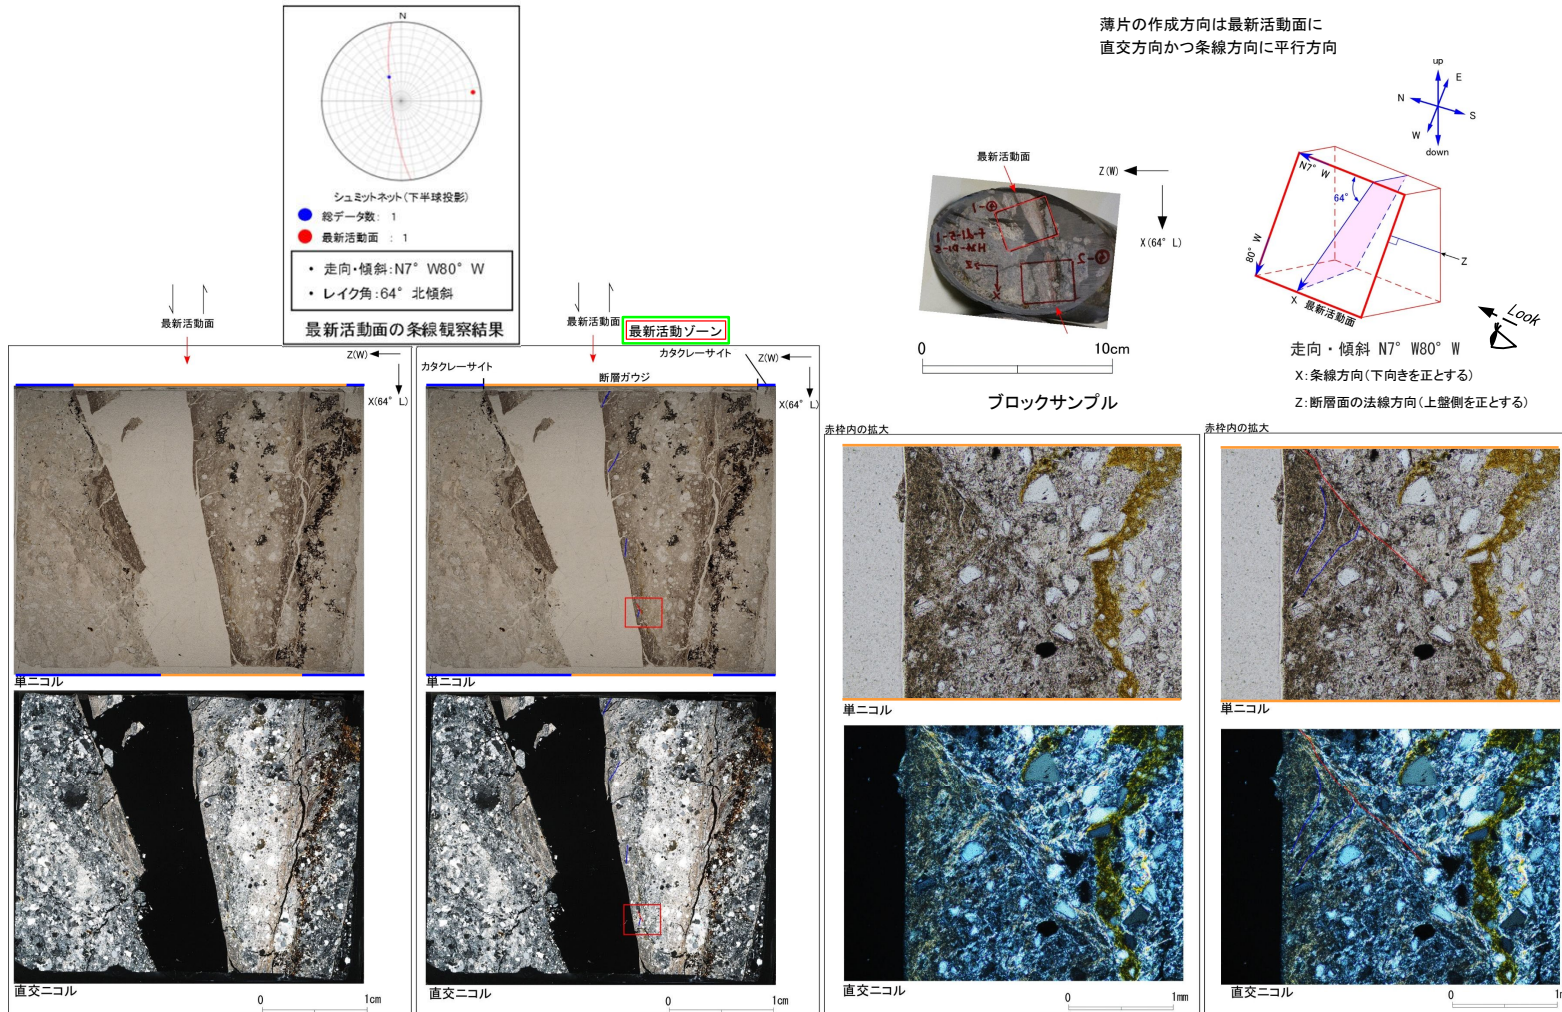 N
シュミットネット(下半球投影)
総データ数: 1
最新活動面 : 1
・ 走向・傾斜:N7° W80° W
・ レイク角:64° 北傾斜
最新活動面の条線観察結果
薄片の作成方向は最新活動面に
直交方向かつ条線方向に平行方向
up
E
N
S
W
down
最新活動面
Z(W)
X(64° L)
0
10cm
ブロックサンプル
N7° W
64°
80° W
Z
X
最新活動面
Look
走向・傾斜 N7° W80° W
X:条線方向(下向きを正とする)
Z:断層面の法線方向(上盤側を正とする)
最新活動面
Z(W)
X(64° L)
単ニコル
直交ニコル
0
1cm
最新活動面
最新活動ゾーン
カタクレーサイト
断層ガウジ
カタクレーサイト
Z(W)
X(64° L)
単ニコル
直交ニコル
0
1cm
赤枠内の拡大
単ニコル
直交ニコル
0
1mm
赤枠内の拡大
単ニコル
直交ニコル
0